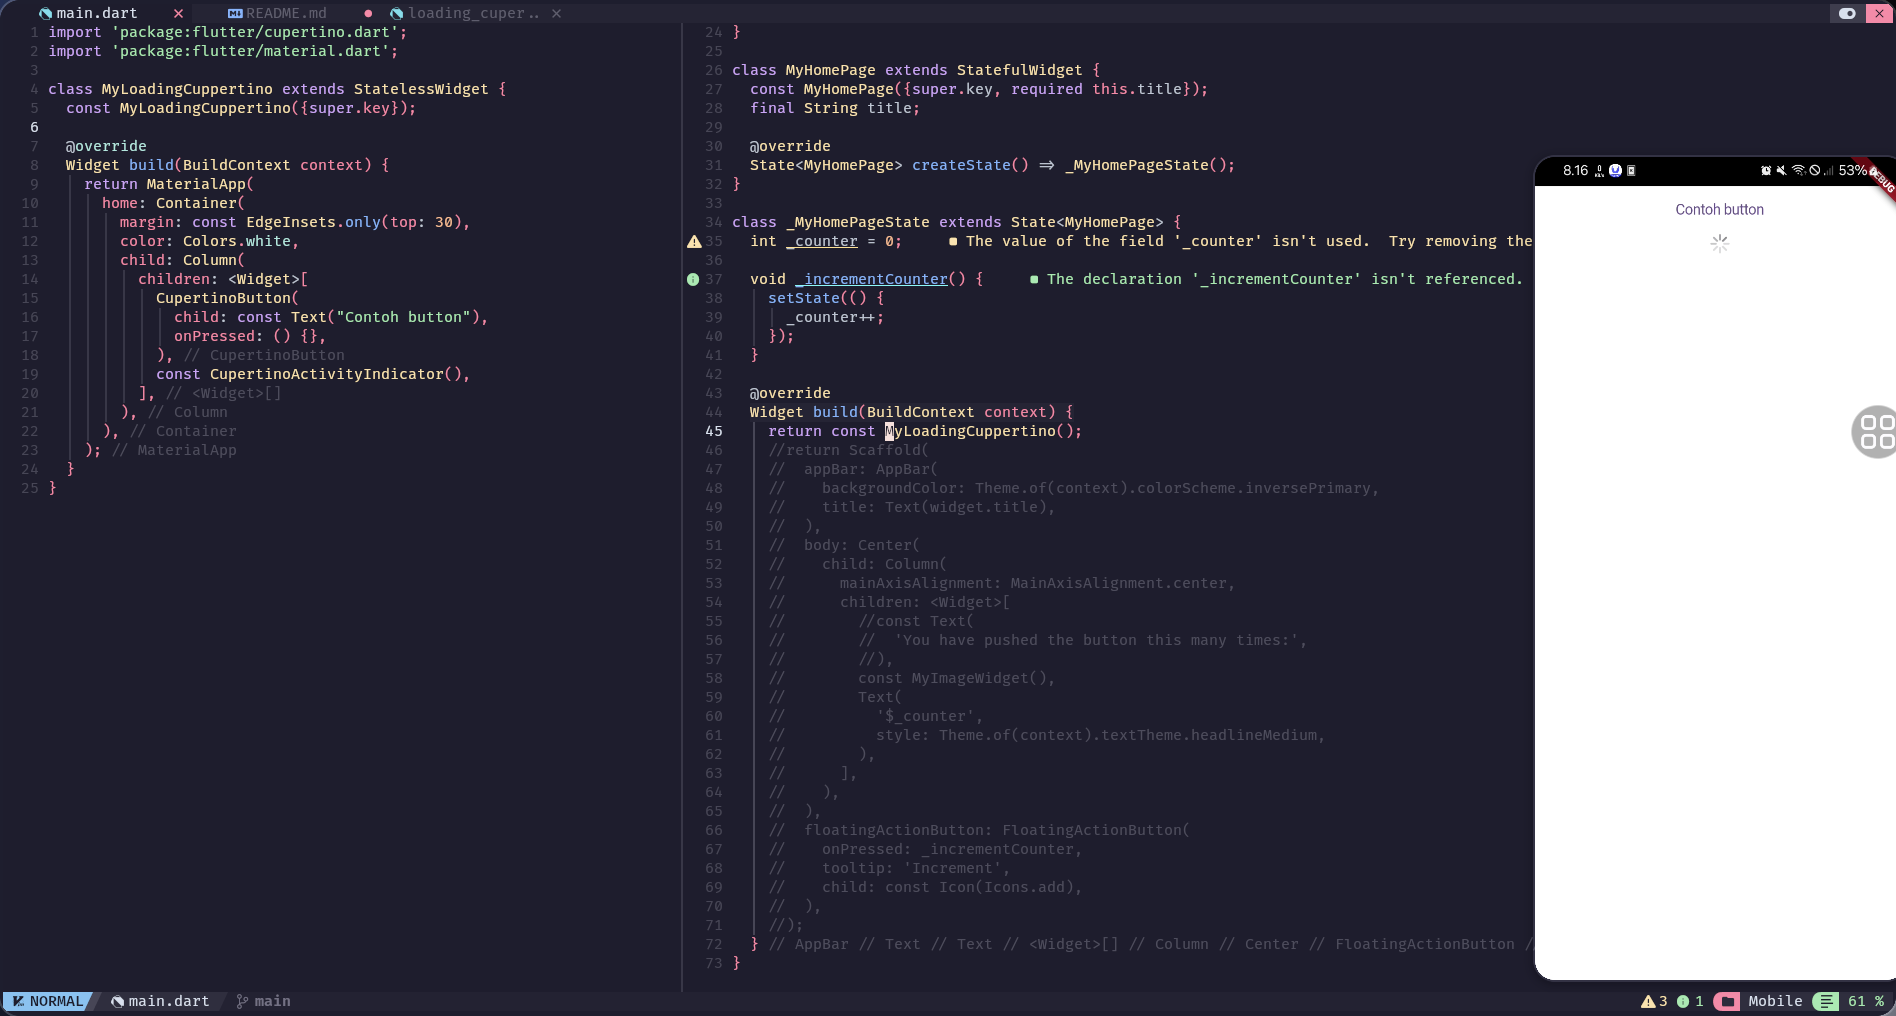 main.dart × README.md loading_cuper.. × ×
1 import 'package:flutter/cupertino.dart';
2 import 'package:flutter/material.dart';
3
4 class MyLoadingCuppertino extends StatelessWidget {
5 const MyLoadingCuppertino({super.key});
6
7 @override
8 Widget build(BuildContext context) {
9 return MaterialApp(
10 home: Container(
11 margin: const EdgeInsets.only(top: 30),
12 color: Colors.white,
13 child: Column(
14 children: <Widget>[
15 CupertinoButton(
16 child: const Text("Contoh button"),
17 onPressed: () {},
18 ), // CupertinoButton
19 const CupertinoActivityIndicator(),
20 ], // <Widget>[]
21 ), // Column
22 ), // Container
23 ); // MaterialApp
24 }
25 }
24 }
25
26 class MyHomePage extends StatefulWidget {
27 const MyHomePage({super.key, required this.title});
28 final String title;
29
30 @override
31 State<MyHomePage> createState() => _MyHomePageState();
32 }
33
34 class _MyHomePageState extends State<MyHomePage> {
35 int _counter = 0; ■ The value of the field '_counter' isn't used. Try removing the
36
37 void _incrementCounter() { ■ The declaration '_incrementCounter' isn't referenced.
38 setState(() {
39 _counter++;
40 });
41 }
42
43 @override
44 Widget build(BuildContext context) {
45 return const MyLoadingCuppertino();
46 //return Scaffold(
47 // appBar: AppBar(
48 // backgroundColor: Theme.of(context).colorScheme.inversePrimary,
49 // title: Text(widget.title),
50 // ),
51 // body: Center(
52 // child: Column(
53 // mainAxisAlignment: MainAxisAlignment.center,
54 // children: <Widget>[
55 // //const Text(
56 // // 'You have pushed the button this many times:',
57 // //),
58 // const MyImageWidget(),
59 // Text(
60 // '$_counter',
61 // style: Theme.of(context).textTheme.headlineMedium,
62 // ),
63 // ],
64 // ),
65 // ),
66 // floatingActionButton: FloatingActionButton(
67 // onPressed: _incrementCounter,
68 // tooltip: 'Increment',
69 // child: const Icon(Icons.add),
70 // ),
71 //);
72 } // AppBar // Text // Text // <Widget>[] // Column // Center // FloatingActionButton //
73 }
8.16 53%
Contoh button
NORMAL main.dart main 3 1 Mobile 61 %